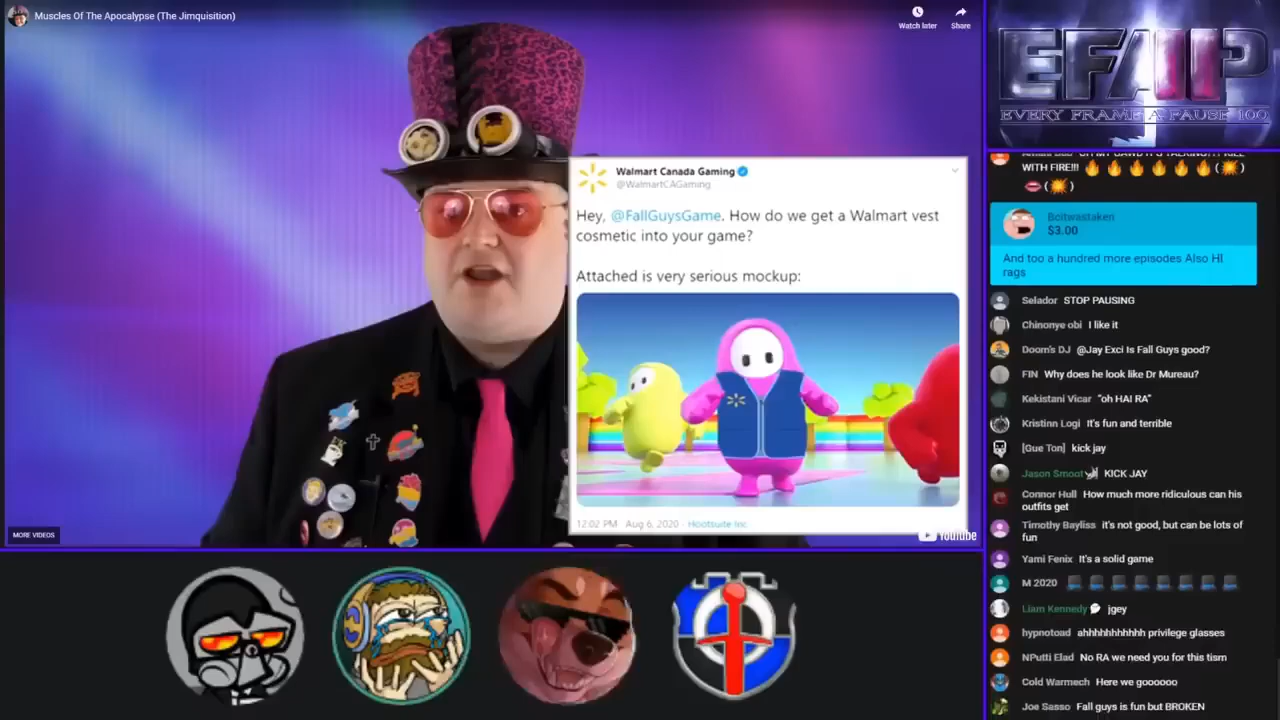 Muscles Of The Apocalypse (The Jimquisition)
Watch later
Share
Walmart Canada Gaming
@WalmartCAGaming
Hey, @FallGuysGame. How do we get a Walmart vest
cosmetic into your game?
Attached is very serious mockup:
12:02 PM Aug 6, 2020 · Hootsuite Inc.
MORE VIDEOS
YouTube
EFAP
EVERY FRAME A PAUSE 100
WITH FIRE!!!
Bcitwastaken
$3.00
And too a hundred more episodes Also HI
rags
Selador STOP PAUSING
Chinonye obi I like it
Doom's DJ @Jay Exci Is Fall Guys good?
FIN Why does he look like Dr Mureau?
Kekistani Vicar "oh HAI RA"
Kristinn Logi It's fun and terrible
[Gue Ton] kick jay
Jason Smoot KICK JAY
Connor Hull How much more ridiculous can his
outfits get
Timothy Bayliss it's not good, but can be lots of
fun
Yami Fenix It's a solid game
M 2020
Liam Kennedy jgey
hypnotoad ahhhhhhhhhh privilege glasses
NPutti Elad No RA we need you for this tism
Cold Warmech Here we goooooo
Joe Sasso Fall guys is fun but BROKEN